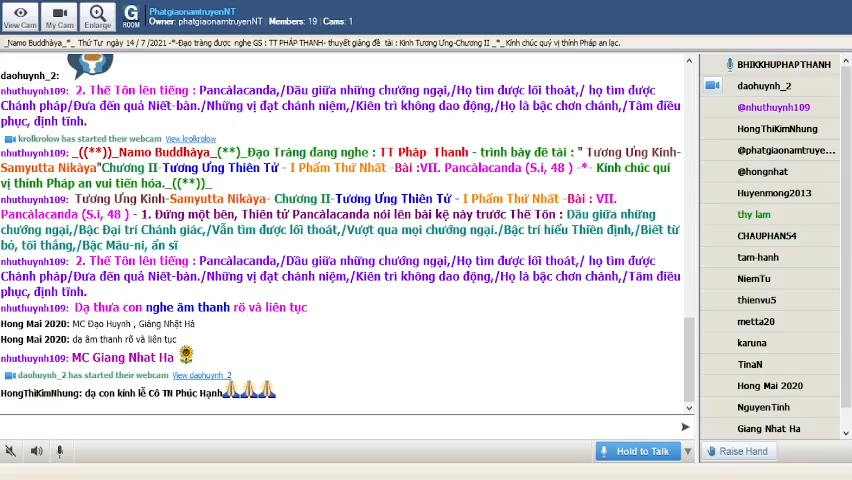 View Cam
My Cam
Enlarge
G
ROOM
PhatgiaonamtruyenNT
Owner: phatgiaonamtruyenNT | Members: 19 | Cams: 1
_Namo Buddhàya_*_ Thứ Tư ngày 14 / 7 /2021 -*-Đạo tràng được nghe GS : TT PHÁP THANH- thuyết giảng đề tài : Kinh Tương Ưng-Chương II _*_ Kính chúc quý vị thính Pháp an lạc.
daohuynh_2:
nhuthuynh109: 2. Thế Tôn lên tiếng : Pancàlacanda,/Dầu giữa những chướng ngại,/Họ tìm được lối thoát,/ họ tìm được
Chánh pháp/Đưa đến quả Niết-bàn./Những vị đạt chánh niệm,/Kiên trì không dao động,/Họ là bậc chơn chánh,/Tâm điều
phục, định tĩnh.
krolkrolow has started their webcam View krolkrolow
nhuthuynh109: _((**))_Namo Buddhàya_(**)_Đạo Tràng đang nghe : TT Pháp Thanh - trình bày đề tài : " Tương Ưng Kinh-
Samyutta Nikàya"Chương II-Tương Ưng Thiên Tử - I Phẩm Thứ Nhất -Bài :VII. Pancàlacanda (S.i, 48 ) -*- Kính chúc quí
vị thính Pháp an vui tiến hóa._((**))_
nhuthuynh109: Tương Ưng Kinh-Samyutta Nikàya- Chương II-Tương Ưng Thiên Tử - I Phẩm Thứ Nhất - Bài : VII.
Pancàlacanda (S.i, 48 ) - 1. Đứng một bên, Thiên tử Pancàlacanda nói lên bài kệ này trước Thế Tôn : Dầu giữa những
chướng ngại,/Bậc Đại trí Chánh giác,/Vẫn tìm được lối thoát,/Vượt qua mọi chướng ngại./Bậc trí hiểu Thiền định,/Biết từ
bỏ, tối thắng,/Bậc Mâu-ni, ẩn sĩ
nhuthuynh109: 2. Thế Tôn lên tiếng : Pancàlacanda,/Dầu giữa những chướng ngại,/Họ tìm được lối thoát,/ họ tìm được
Chánh pháp/Đưa đến quả Niết-bàn./Những vị đạt chánh niệm,/Kiên trì không dao động,/Họ là bậc chơn chánh,/Tâm điều
phục, định tĩnh.
nhuthuynh109: Dạ thưa con nghe âm thanh rõ và liên tục
Hong Mai 2020: MC Đạo Huynh , Giàng Nhật Hà
Hong Mai 2020: dạ âm thanh rõ và liên tục
nhuthuynh109: MC Giang Nhat Ha
daohuynh_2 has started their webcam View daohuynh_2
HongThiKimNhung: dạ con kính lễ Cô TN Phúc Hạnh
Hold to Talk
BHIKKHUPHAPTHANH
daohuynh_2
@nhuthuynh109
HongThiKimNhung
@phatgiaonamtruye...
@hongnhat
Huyenmong2013
thy lam
CHAUPHAN54
tam-hanh
NiemTu
thienvu5
metta20
karuna
TinaN
Hong Mai 2020
NguyenTinh
Giang Nhat Ha
Raise Hand